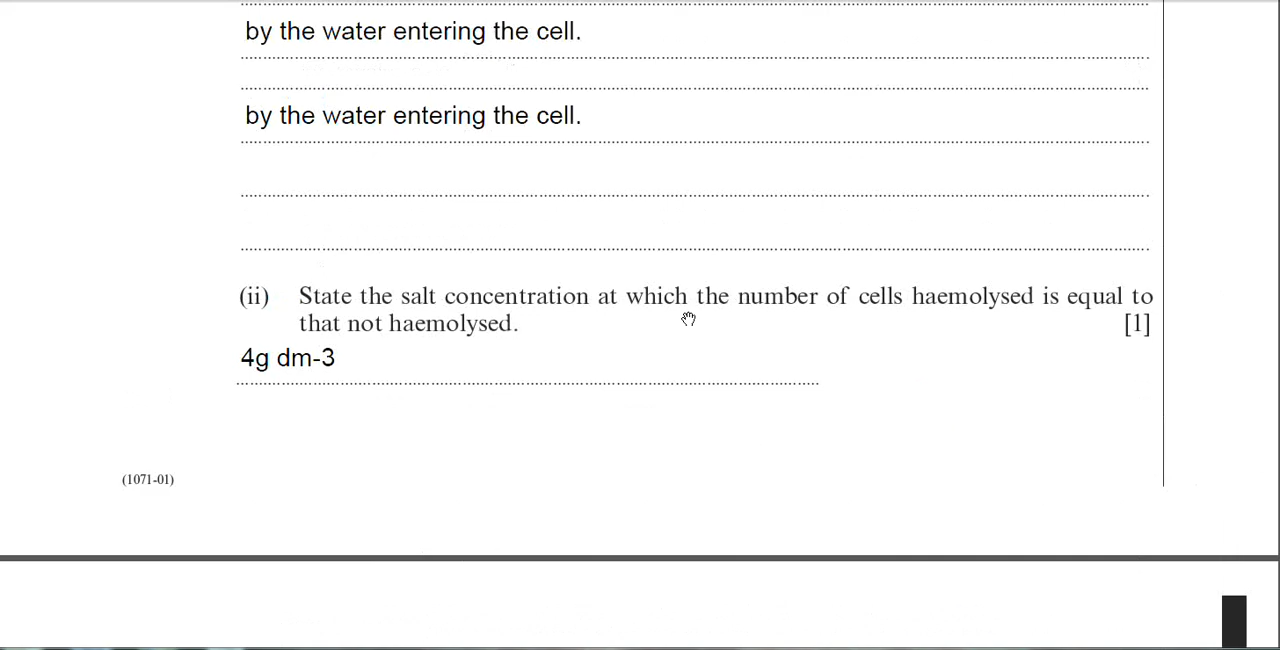 by the water entering the cell.
by the water entering the cell.
(ii) State the salt concentration at which the number of cells haemolysed is equal to
that not haemolysed. [1]
4g dm-3
(1071-01)